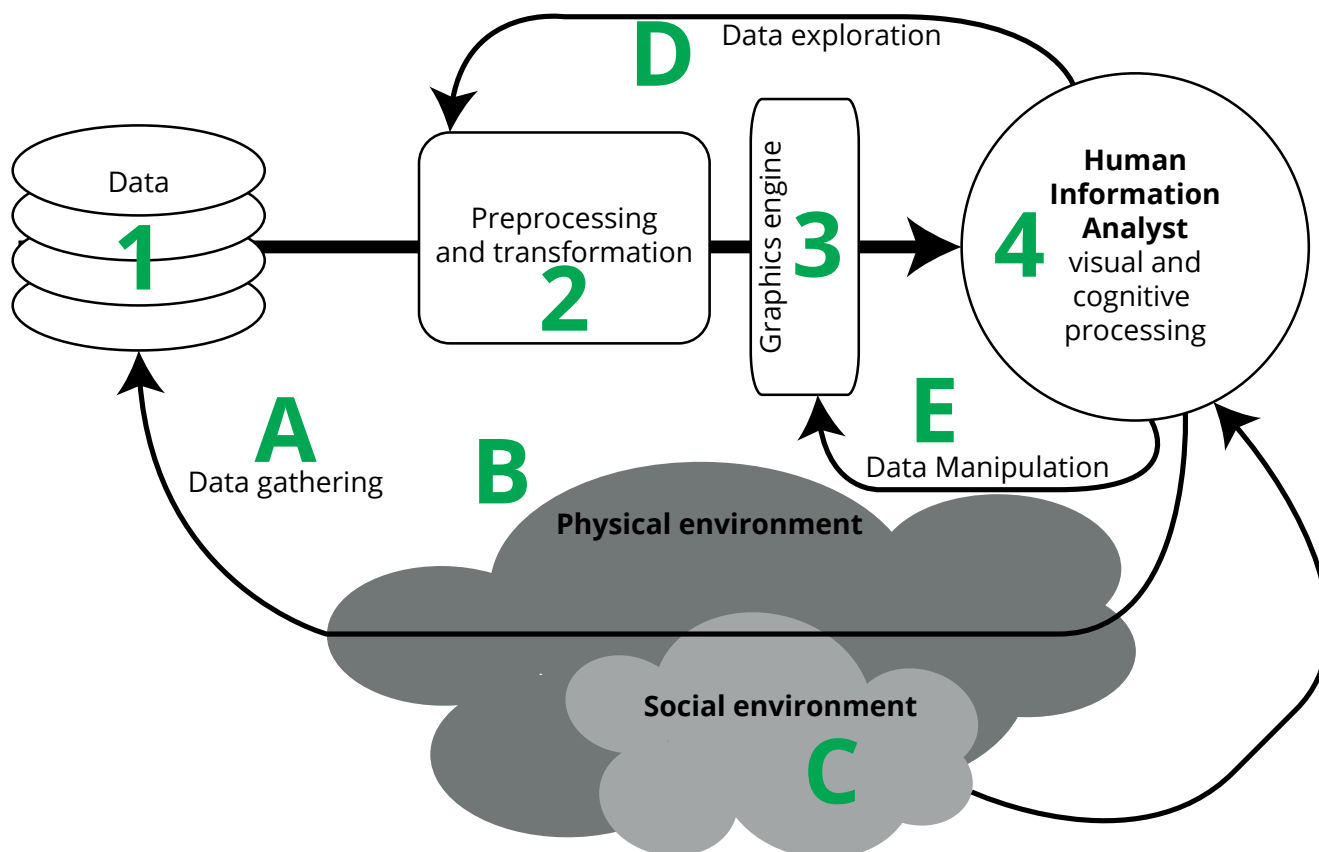 D
Data exploration
Data
1
Preprocessing
and transformation
2
Graphics engine
3
4
Human
Information
Analyst
visual and
cognitive
processing
A
Data gathering
B
E
Data Manipulation
Physical environment
Social environment
C